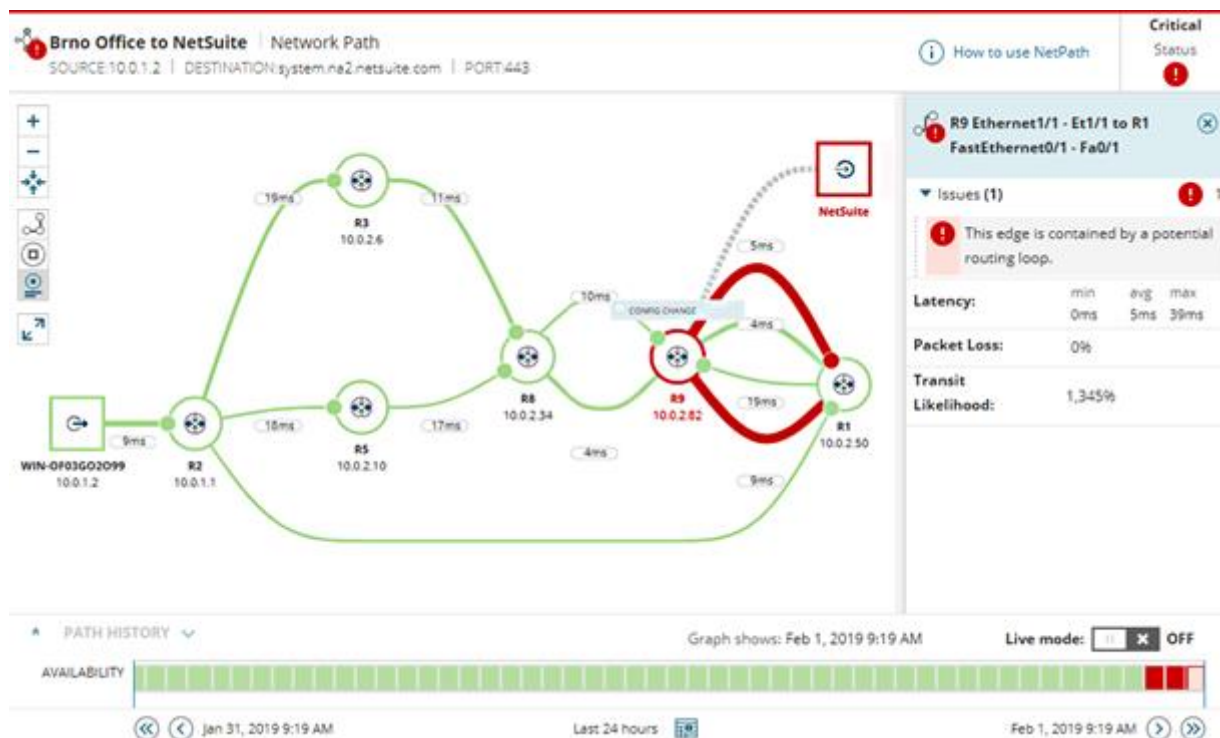 Brno Office to NetSuite | Network Path
SOURCE:10.0.1.2 | DESTINATION:system.na2.netsuite.com | PORT:443
How to use NetPath
Critical
Status
R9 Ethernet1/1 - Et1/1 to R1
FastEthernet0/1 - Fa0/1
Issues (1)
1
This edge is contained by a potential
routing loop.
min avg max
Latency: 0ms 5ms 39ms
Packet Loss: 0%
Transit
Likelihood: 1,345%
NetSuite
19ms
R3
10.0.2.6
11ms
5ms
10ms
CONFIG CHANGE
4ms
R8
10.0.2.34
R9
10.0.2.82
19ms
R1
10.0.2.50
9ms
WIN-OF03GO2O99
10.0.1.2
R2
10.0.1.1
18ms
R5
10.0.2.10
17ms
4ms
9ms
PATH HISTORY
Graph shows: Feb 1, 2019 9:19 AM
Live mode: OFF
AVAILABILITY
Jan 31, 2019 9:19 AM
Last 24 hours
Feb 1, 2019 9:19 AM